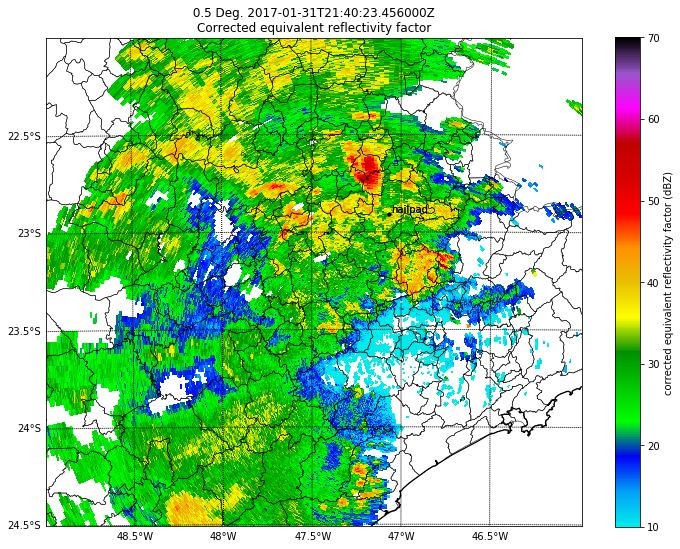 0.5 Deg. 2017-01-31T21:40:23.456000Z
Corrected equivalent reflectivity factor
70
60
50
40
30
20
10
corrected equivalent reflectivity factor (dBZ)
22.5°S
23°S
23.5°S
24°S
24.5°S
hailpad
48.5°W
48°W
47.5°W
47°W
46.5°W